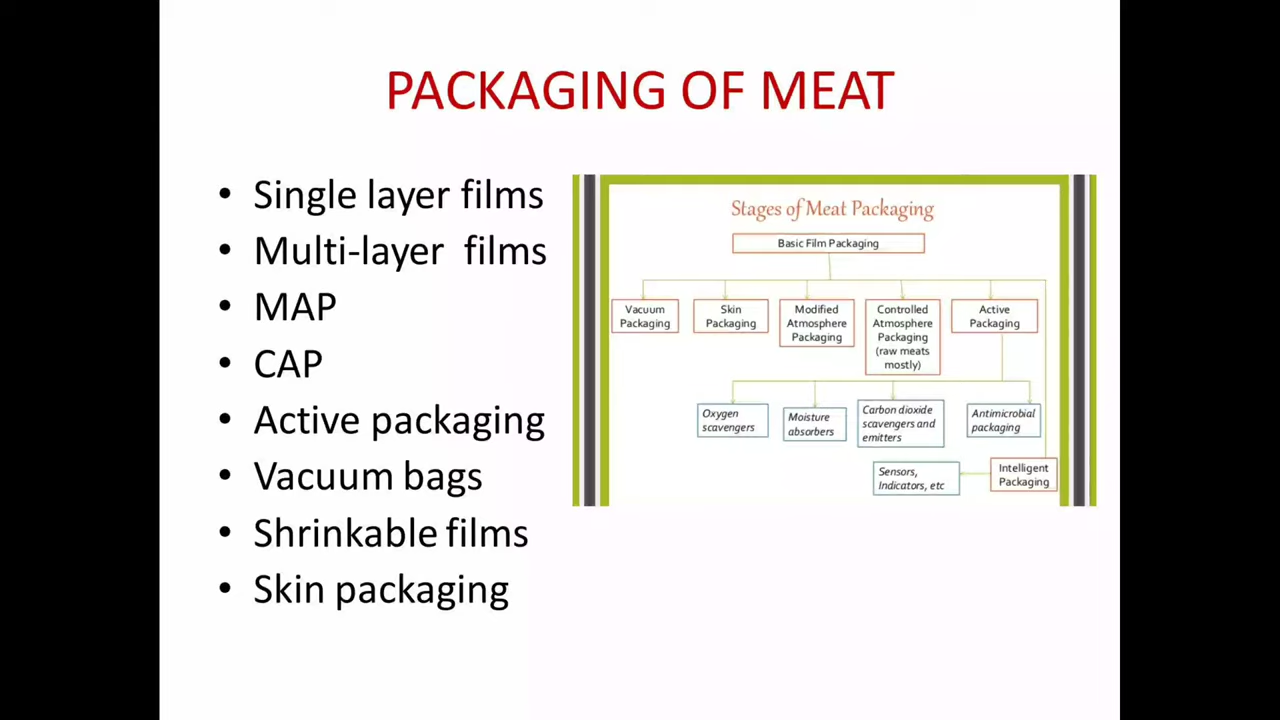 PACKAGING OF MEAT
• Single layer films
• Multi-layer films
• MAP
• CAP
• Active packaging
• Vacuum bags
• Shrinkable films
• Skin packaging
Stages of Meat Packaging
Basic Film Packaging
Vacuum
Packaging
Skin
Packaging
Modified
Atmosphere
Packaging
Controlled
Atmosphere
Packaging
(raw meats
mostly)
Active
Packaging
Oxygen
scavengers
Moisture
absorbers
Carbon dioxide
scavengers and
emitters
Antimicrobial
packaging
Sensors,
Indicators, etc
Intelligent
Packaging